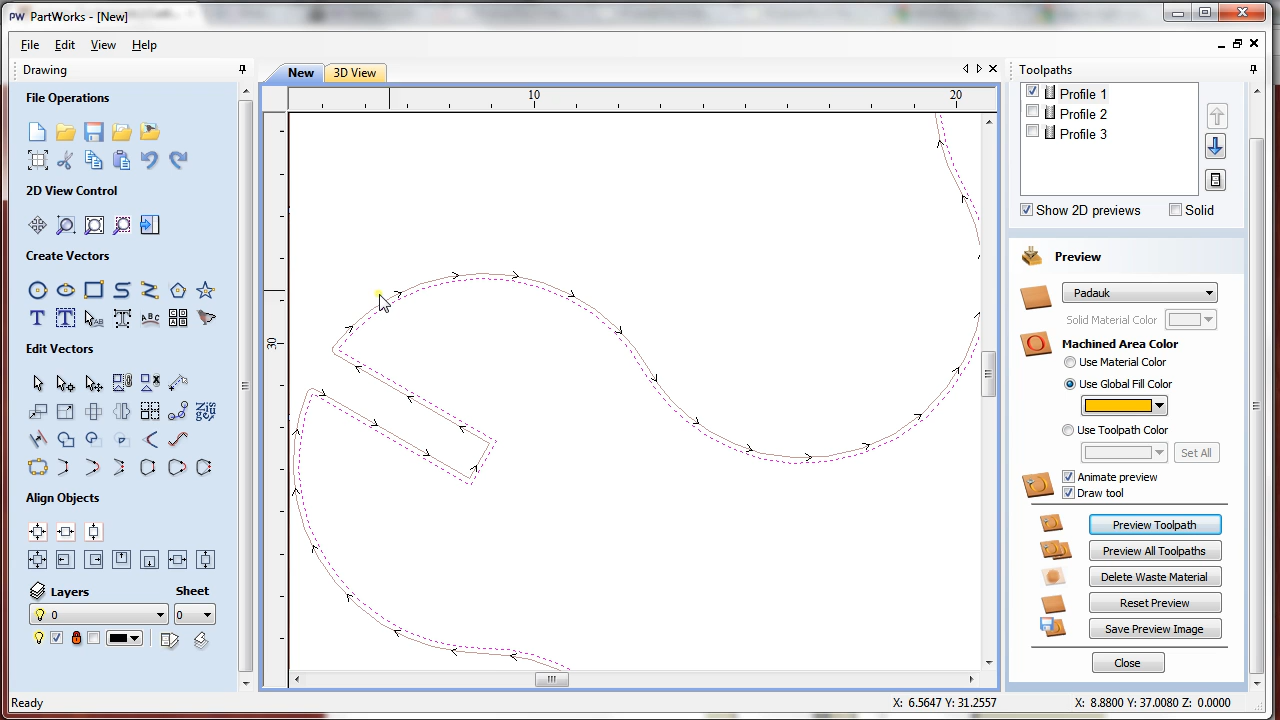 PW PartWorks - [New]
File Edit View Help
Drawing
File Operations
2D View Control
Create Vectors
Edit Vectors
Align Objects
Layers Sheet
0 0
New 3D View
10 20
30
Toolpaths
Profile 1
Profile 2
Profile 3
Show 2D previews Solid
Preview
Padauk
Solid Material Color
Machined Area Color
Use Material Color
Use Global Fill Color
Use Toolpath Color
Set All
Animate preview
Draw tool
Preview Toolpath
Preview All Toolpaths
Delete Waste Material
Reset Preview
Save Preview Image
Close
Ready X: 6.5647 Y: 31.2557 X: 8.8800 Y: 37.0080 Z: 0.0000